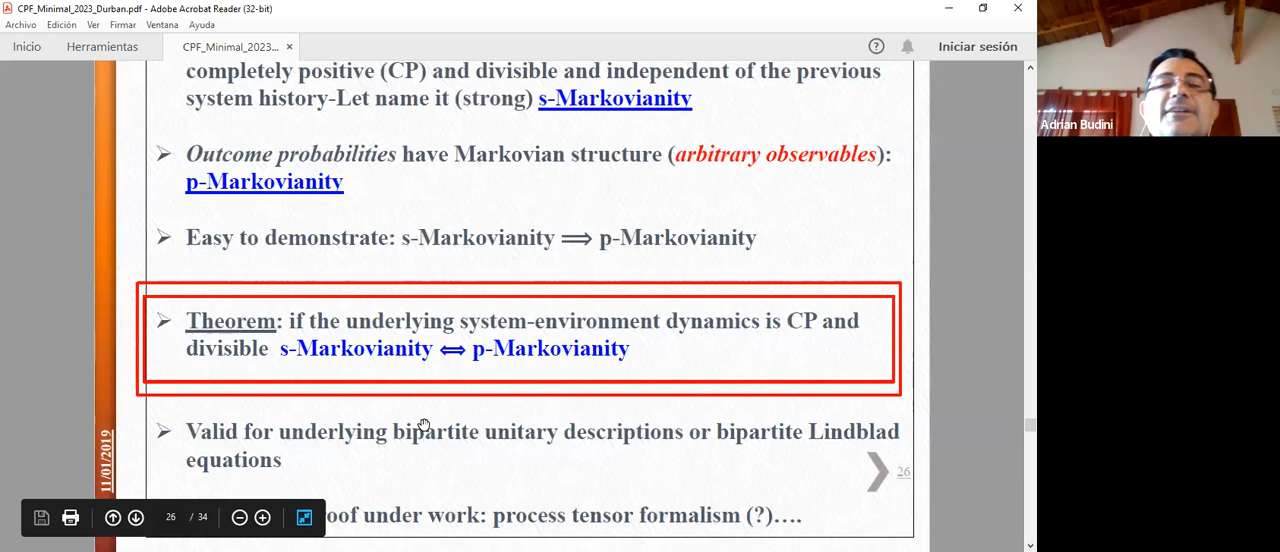 CPF_Minimal_2023_Durban.pdf - Adobe Acrobat Reader (32-bit)
Archivo Edición Ver Firmar Ventana Ayuda
Inicio Herramientas CPF_Minimal_2023... × Iniciar sesión
completely positive (CP) and divisible and independent of the previous
system history-Let name it (strong) s-Markovianity
➢ Outcome probabilities have Markovian structure (arbitrary observables):
p-Markovianity
➢ Easy to demonstrate: s-Markovianity ⟹ p-Markovianity
➢ Theorem: if the underlying system-environment dynamics is CP and
divisible s-Markovianity ⟺ p-Markovianity
➢ Valid for underlying bipartite unitary descriptions or bipartite Lindblad
equations
26
roof under work: process tensor formalism (?)….
11/01/2019
26 / 34
Adrian Budini